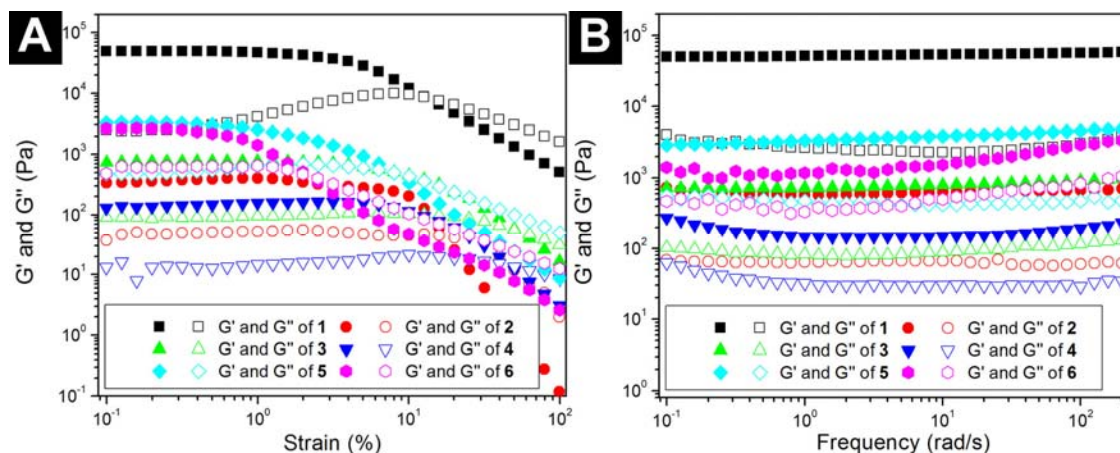 A
G' and G'' (Pa)
10^5
10^4
10^3
10^2
10^1
10^0
10^-1
G' and G'' of 1 G' and G'' of 2
G' and G'' of 3 G' and G'' of 4
G' and G'' of 5 G' and G'' of 6
10^-1 10^0 10^1 10^2
Strain (%)
B
G' and G'' (Pa)
10^5
10^4
10^3
10^2
10^1
10^0
G' and G'' of 1 G' and G'' of 2
G' and G'' of 3 G' and G'' of 4
G' and G'' of 5 G' and G'' of 6
10^-1 10^0 10^1 10^2
Frequency (rad/s)